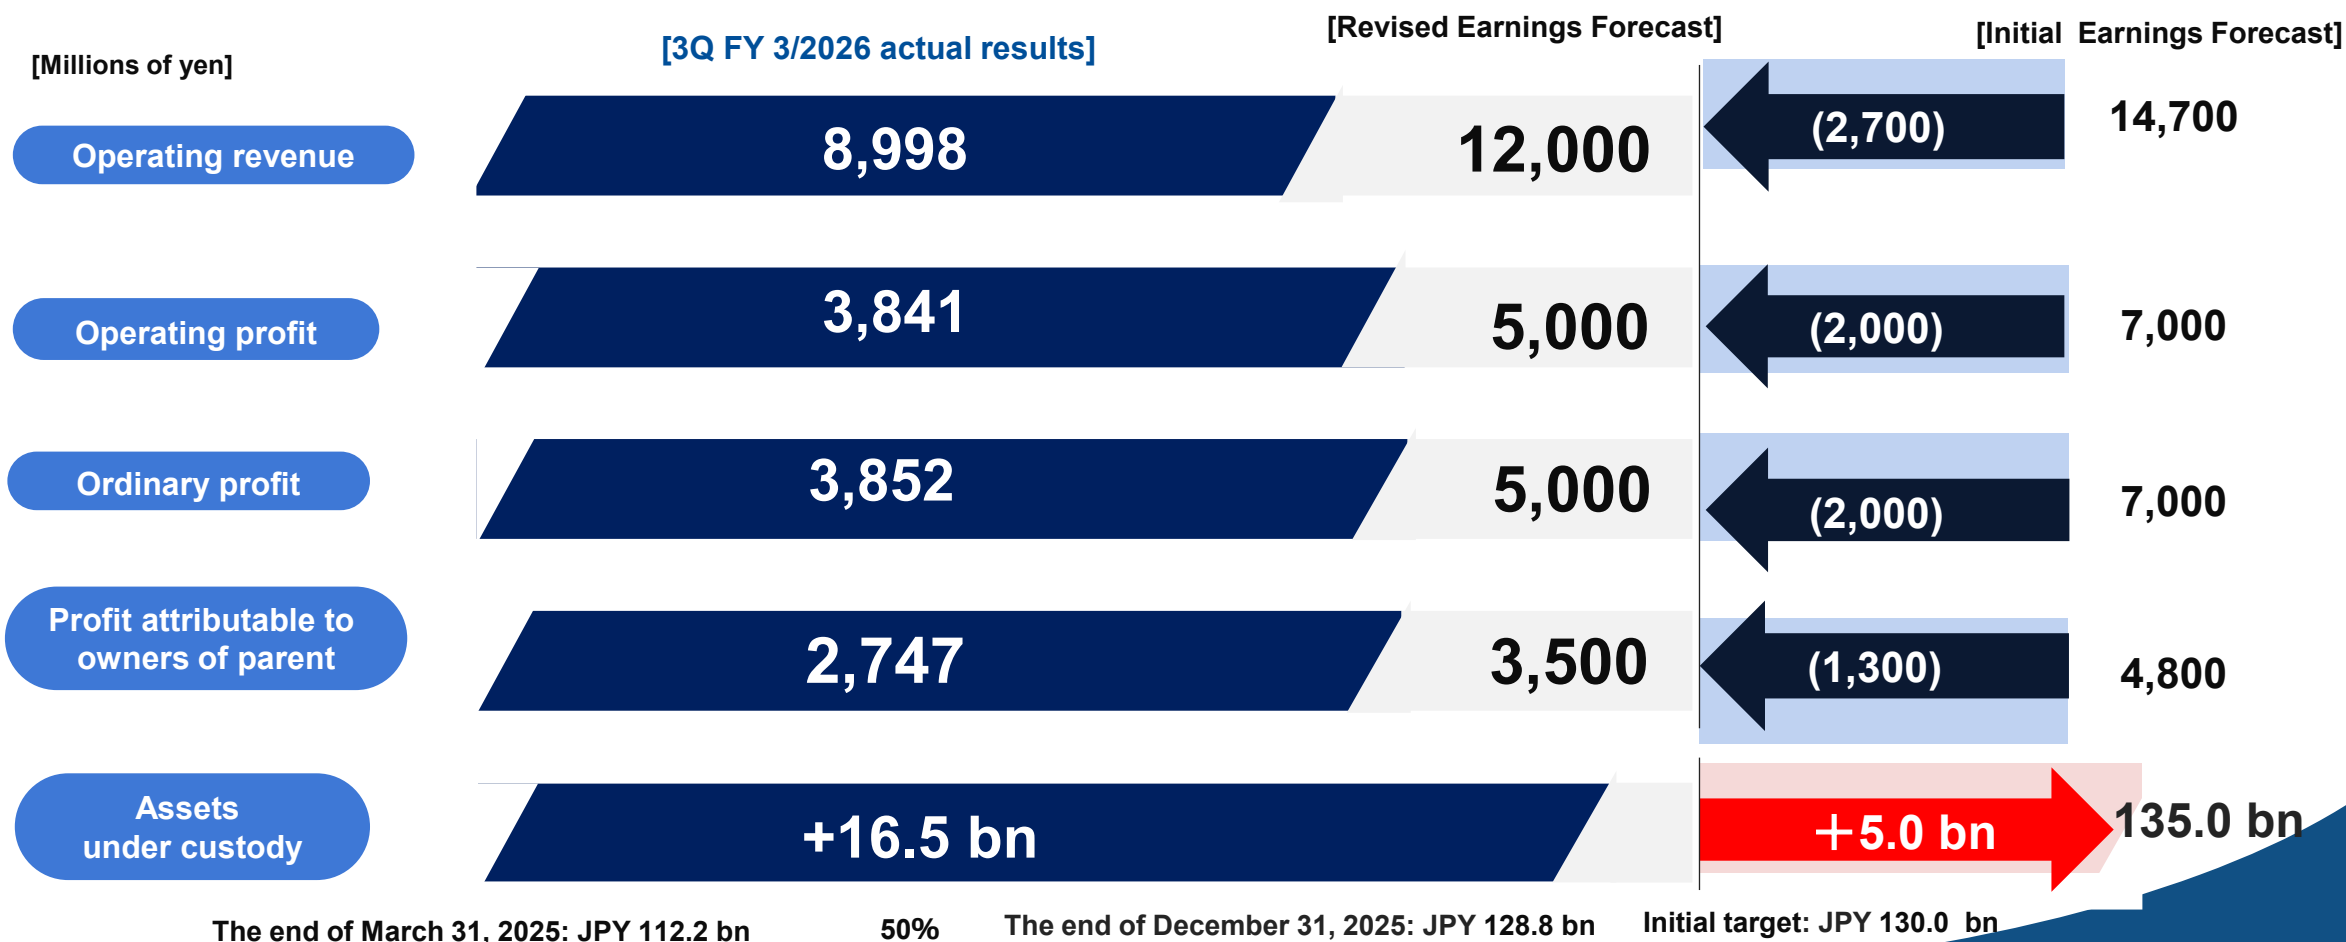 [Millions of yen]
[3Q FY 3/2026 actual results]
[Revised Earnings Forecast]
[Initial Earnings Forecast]
Operating revenue
8,998
12,000
(2,700)
14,700
Operating profit
3,841
5,000
(2,000)
7,000
Ordinary profit
3,852
5,000
(2,000)
7,000
Profit attributable to
owners of parent
2,747
3,500
(1,300)
4,800
Assets
under custody
+16.5 bn
+5.0 bn
135.0 bn
The end of March 31, 2025: JPY 112.2 bn
50%
The end of December 31, 2025: JPY 128.8 bn
Initial target: JPY 130.0 bn